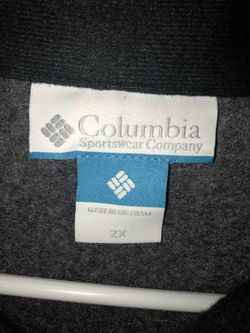 Columbia
Sportswear Company
MADE IN VIETNAM
2X